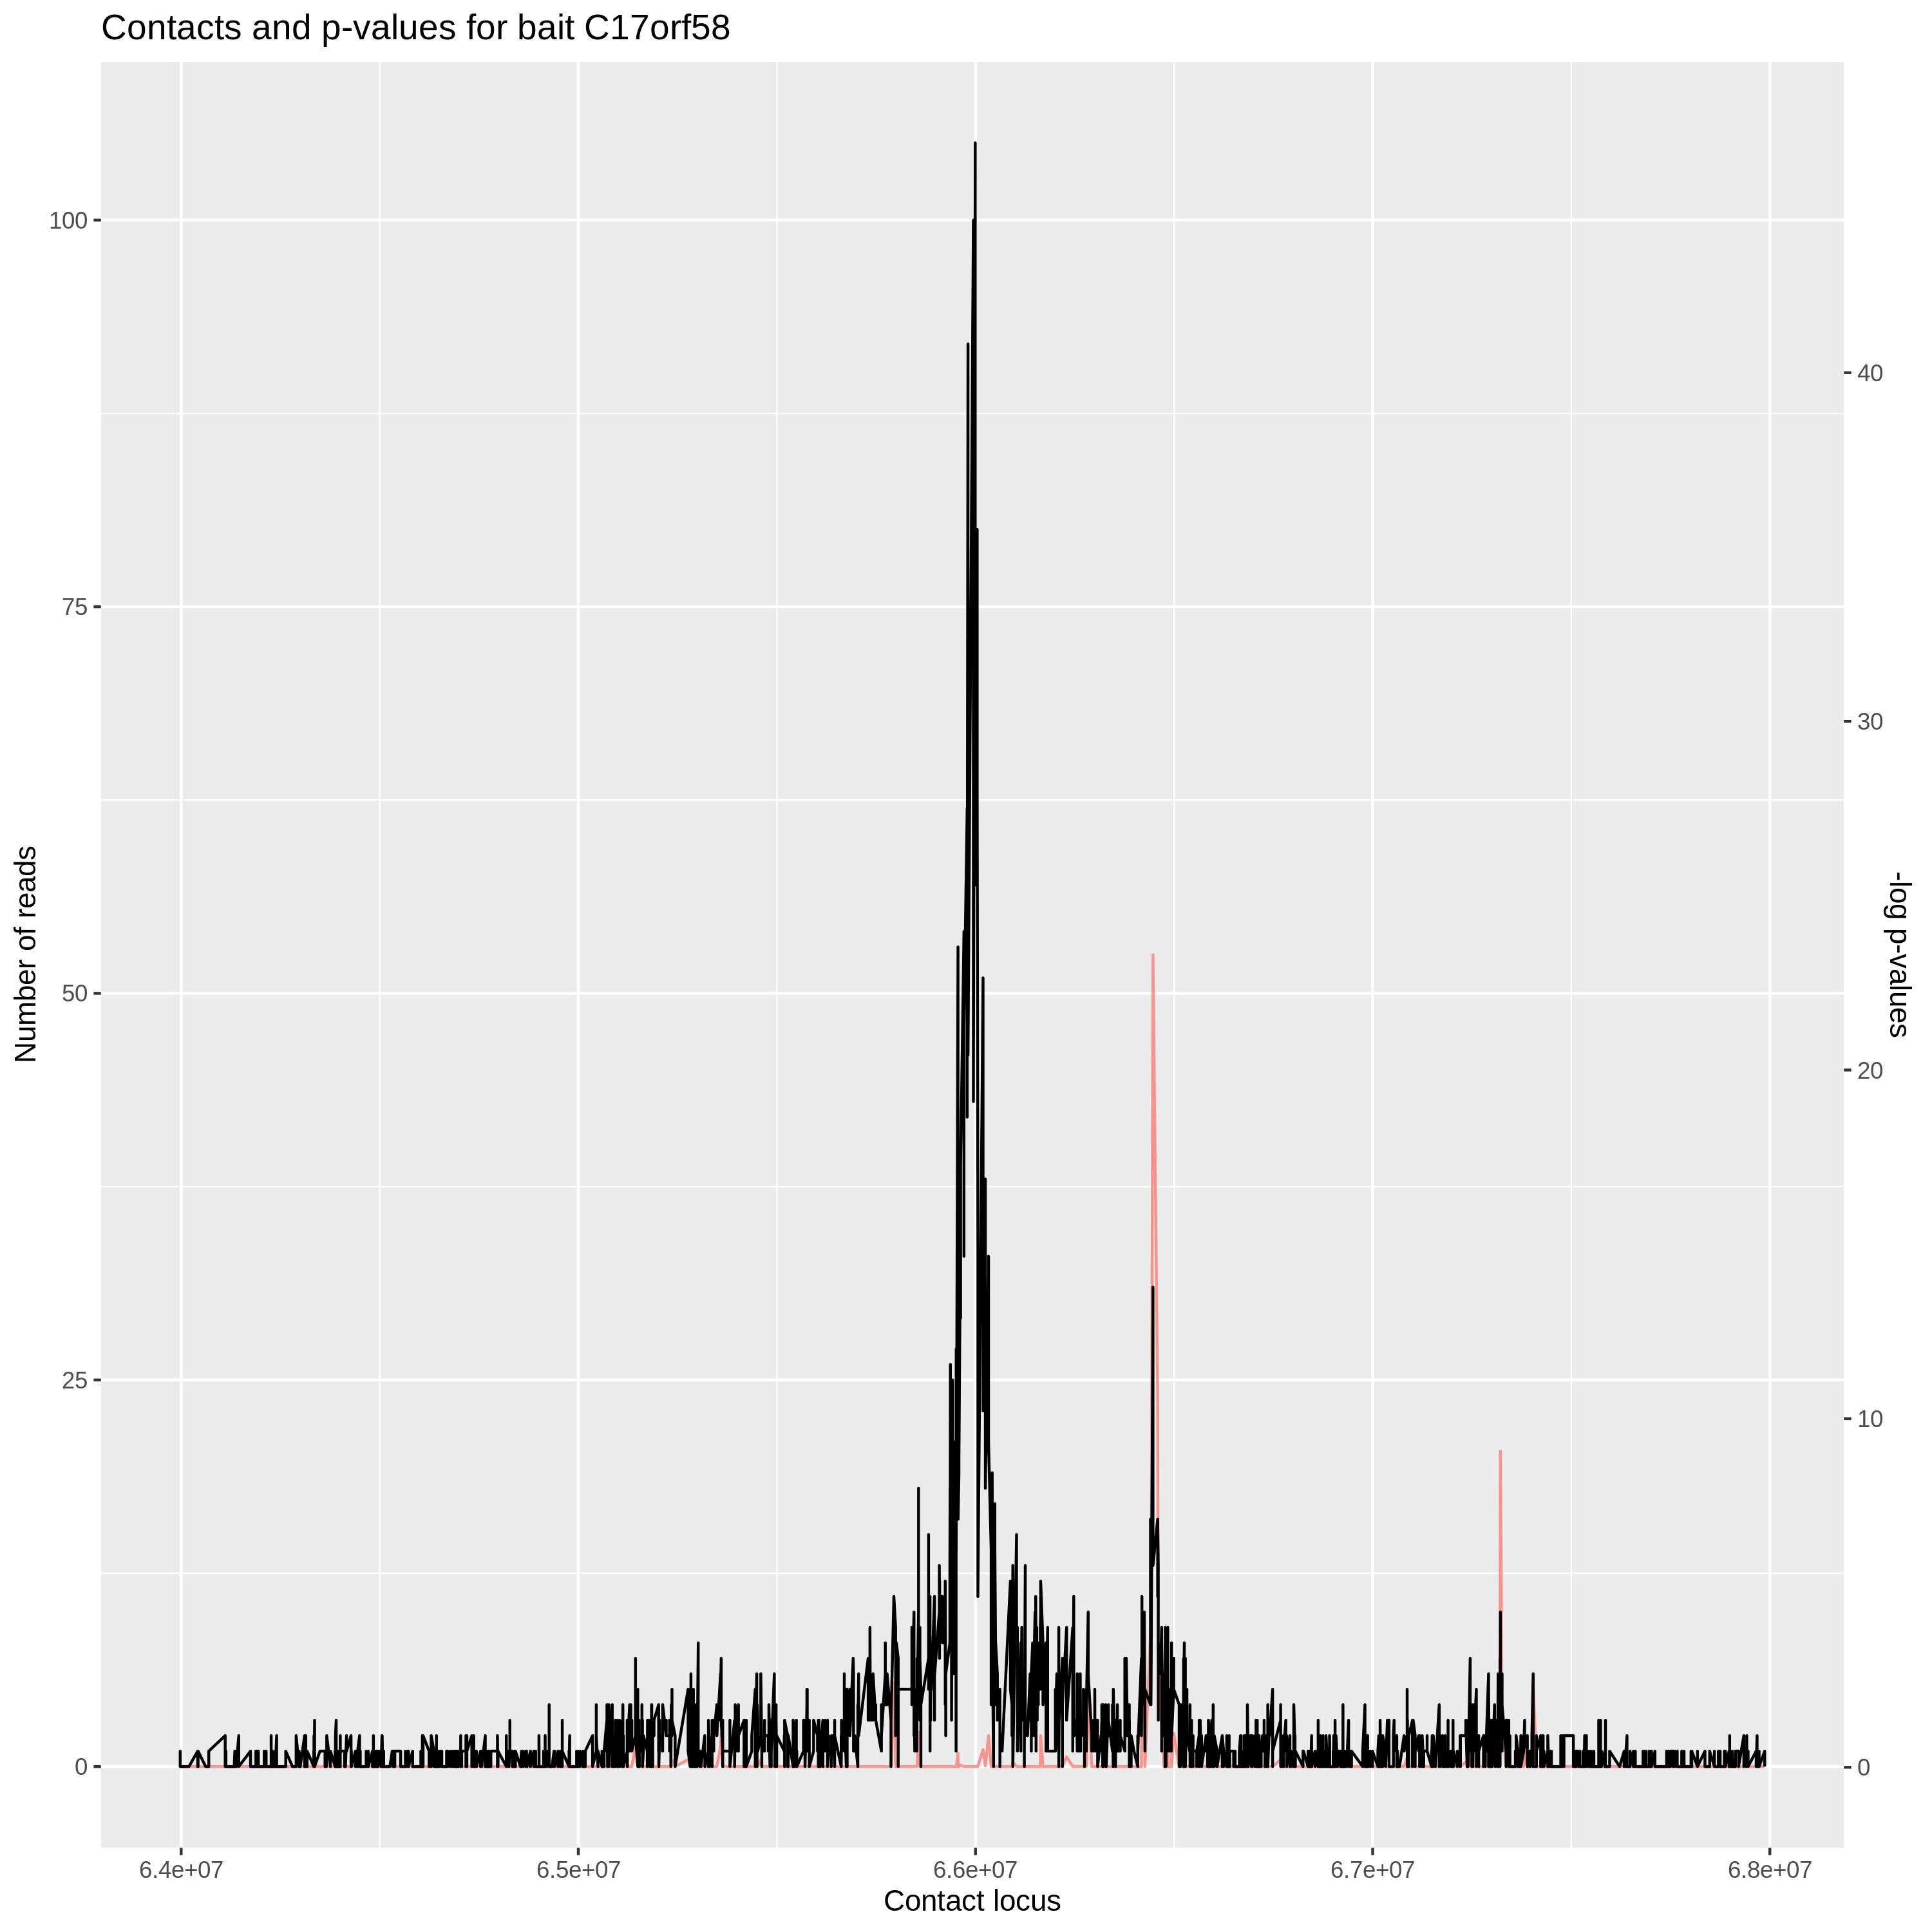 Contacts and p-values for bait C17orf58
100
75
50
25
0
Number of reads
40
30
20
10
0
-log p-values
6.4e+07
6.5e+07
6.6e+07
6.7e+07
6.8e+07
Contact locus